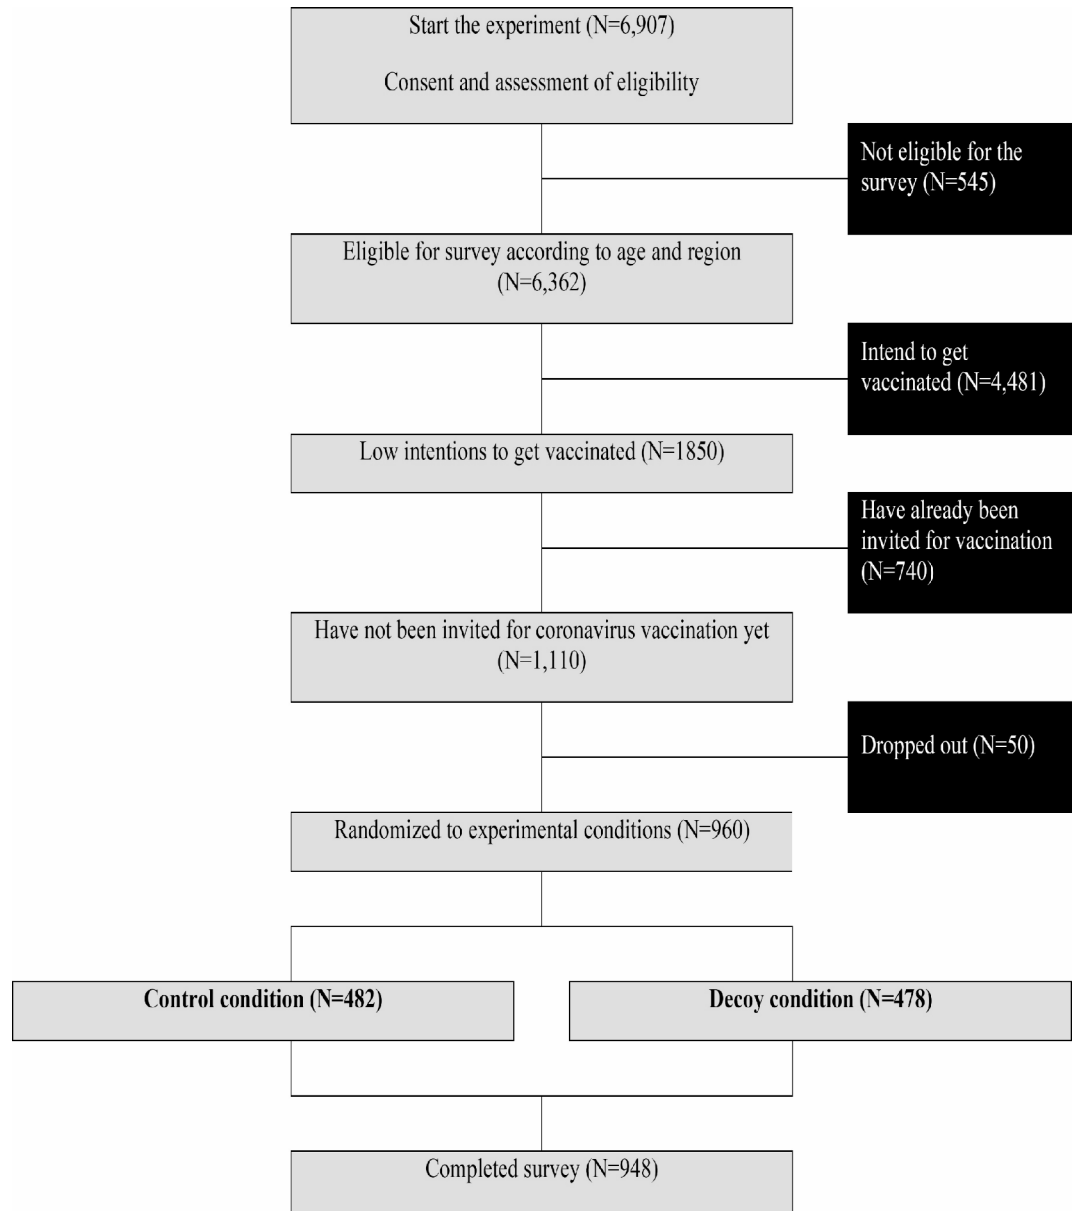 Start the experiment (N=6,907)
Consent and assessment of eligibility
Not eligible for the
survey (N=545)
Eligible for survey according to age and region
(N=6,362)
Intend to get
vaccinated (N=4,481)
Low intentions to get vaccinated (N=1850)
Have already been
invited for vaccination
(N=740)
Have not been invited for coronavirus vaccination yet
(N=1,110)
Dropped out (N=50)
Randomized to experimental conditions (N=960)
Control condition (N=482)
Decoy condition (N=478)
Completed survey (N=948)